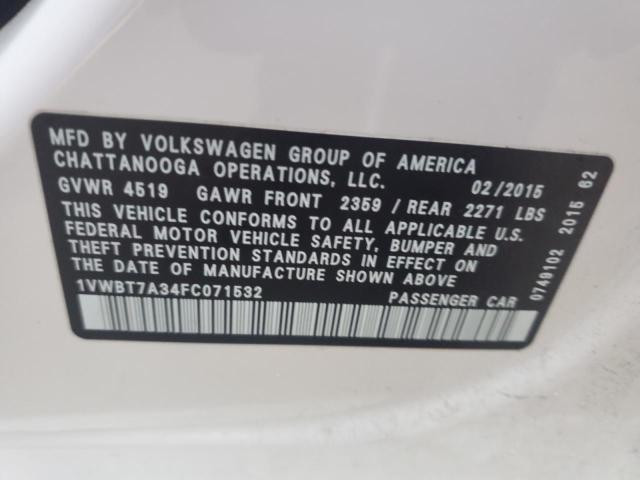 MFD BY VOLKSWAGEN GROUP OF AMERICA
CHATTANOOGA OPERATIONS, LLC. 02/2015
GVWR 4519 GAWR FRONT 2359 / REAR 2271 LBS
THIS VEHICLE CONFORMS TO ALL APPLICABLE U.S.
FEDERAL MOTOR VEHICLE SAFETY, BUMPER AND
THEFT PREVENTION STANDARDS IN EFFECT ON
THE DATE OF MANUFACTURE SHOWN ABOVE
1VWBT7A34FC071532 PASSENGER CAR
0749102 2015 62